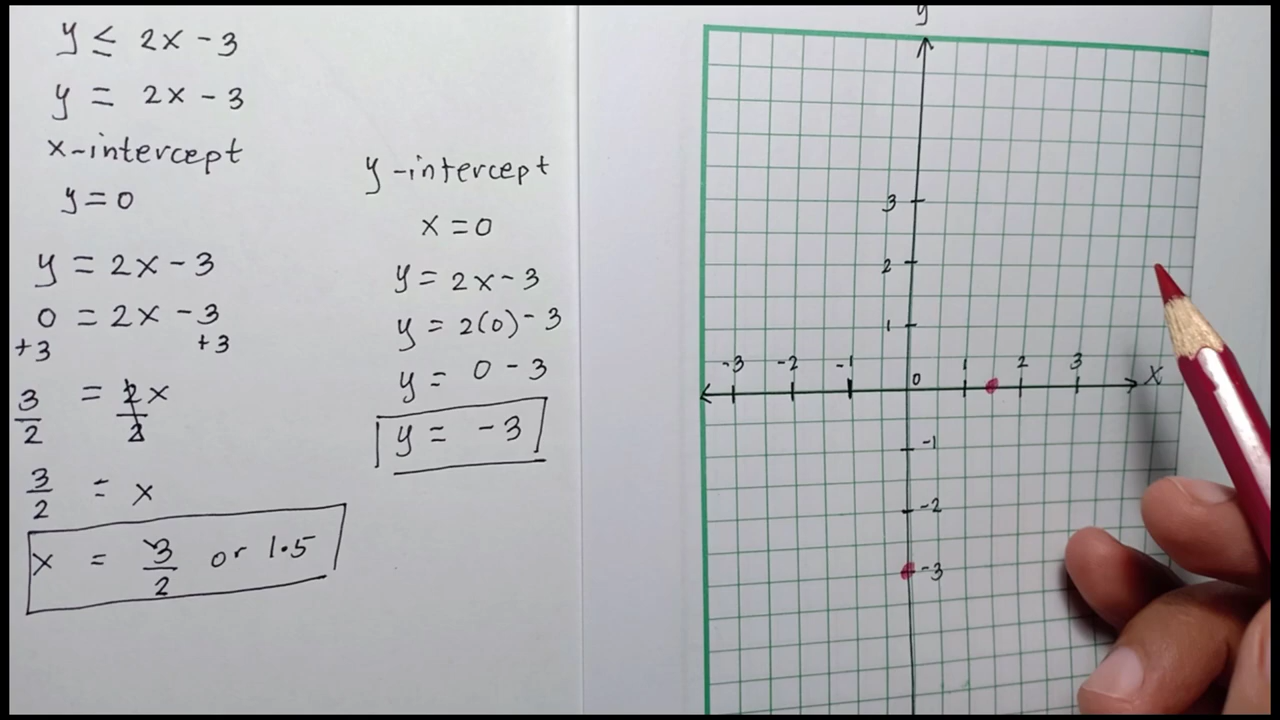 y ≤ 2x - 3
y = 2x - 3
x-intercept
y = 0
y = 2x - 3
0 = 2x - 3
+3 +3
3/2 = 2x/2
3/2 = x
x = 3/2 or 1.5
y-intercept
x = 0
y = 2x - 3
y = 2(0) - 3
y = 0 - 3
y = -3
y
3
2
1
-3 -2 -1 0 1 2 3 x
-1
-2
-3